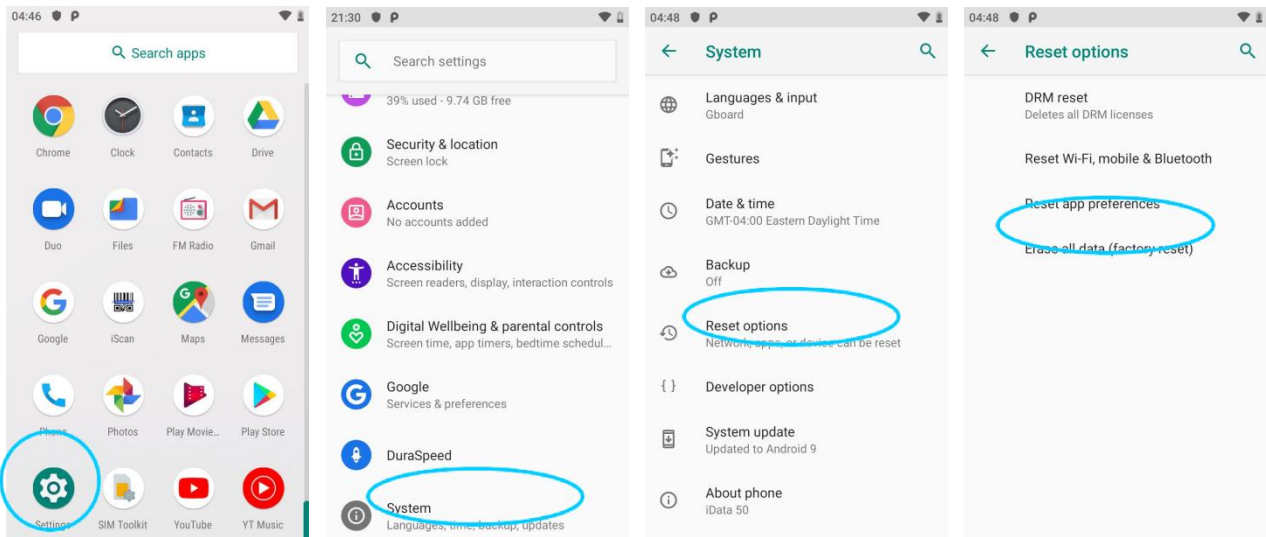 04:46 P
Search apps
Chrome Clock Contacts Drive
Duo Files FM Radio Gmail
Google iScan Maps Messages
Phone Photos Play Movie... Play Store
Settings SIM Toolkit YouTube YT Music
21:30 P
Search settings
39% used - 9.74 GB free
Security & location
Screen lock
Accounts
No accounts added
Accessibility
Screen readers, display, interaction controls
Digital Wellbeing & parental controls
Screen time, app timers, bedtime schedul...
Google
Services & preferences
DuraSpeed
System
Languages, time, backup, updates
04:48 P
System
Languages & input
Gboard
Gestures
Date & time
GMT-04:00 Eastern Daylight Time
Backup
Off
Reset options
Network, apps, or device can be reset
{ } Developer options
System update
Updated to Android 9
About phone
iData 50
04:48 P
Reset options
DRM reset
Deletes all DRM licenses
Reset Wi-Fi, mobile & Bluetooth
Reset app preferences
Erase all data (factory reset)